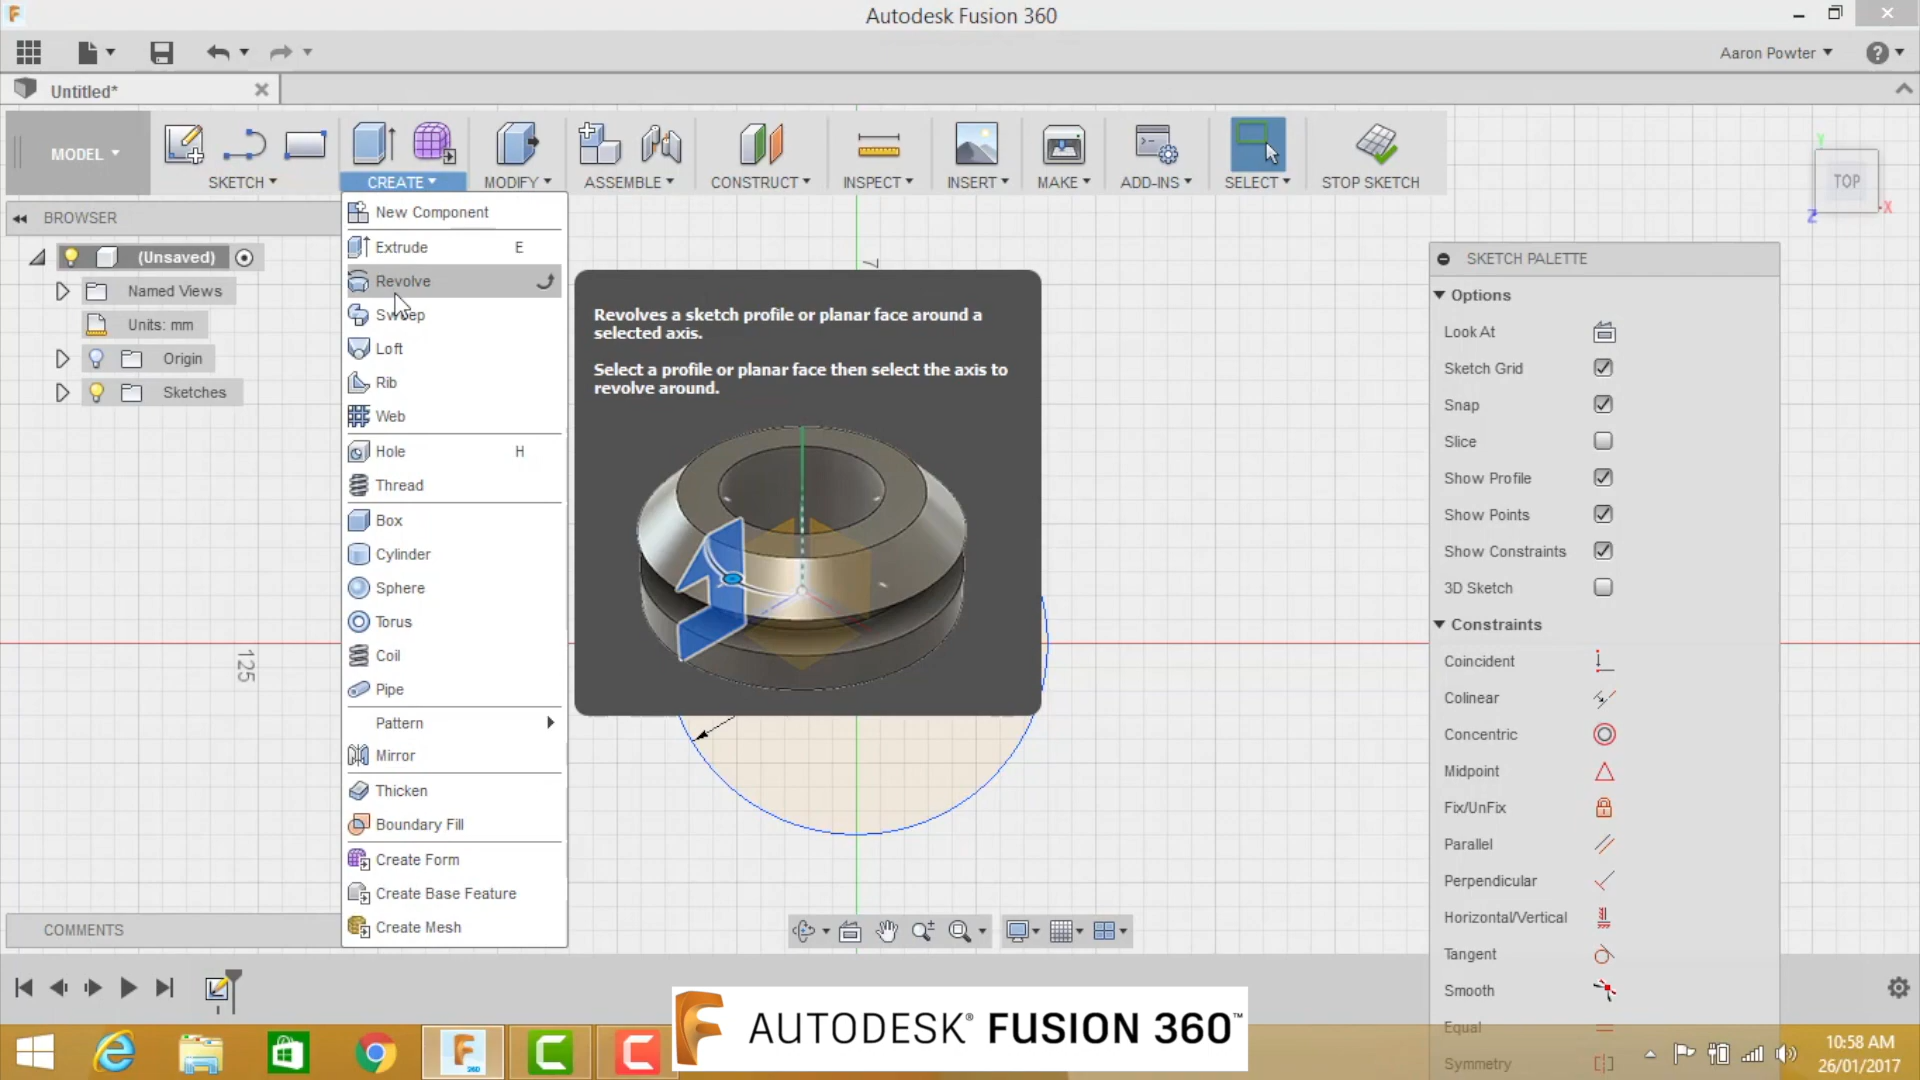 Autodesk Fusion 360
Aaron Powter
Untitled*
MODEL
SKETCH
CREATE
MODIFY
ASSEMBLE
CONSTRUCT
INSPECT
INSERT
MAKE
ADD-INS
SELECT
STOP SKETCH
TOP
Y
X
Z
BROWSER
(Unsaved)
Named Views
Units: mm
Origin
Sketches
New Component
Extrude E
Revolve
Sweep
Loft
Rib
Web
Hole H
Thread
Box
Cylinder
Sphere
Torus
Coil
Pipe
Pattern
Mirror
Thicken
Boundary Fill
Create Form
Create Base Feature
Create Mesh
Revolves a sketch profile or planar face around a
selected axis.
Select a profile or planar face then select the axis to
revolve around.
125
SKETCH PALETTE
Options
Look At
Sketch Grid
Snap
Slice
Show Profile
Show Points
Show Constraints
3D Sketch
Constraints
Coincident
Colinear
Concentric
Midpoint
Fix/UnFix
Parallel
Perpendicular
Horizontal/Vertical
Tangent
Smooth
Equal
Symmetry
COMMENTS
AUTODESK® FUSION 360™
10:58 AM
26/01/2017